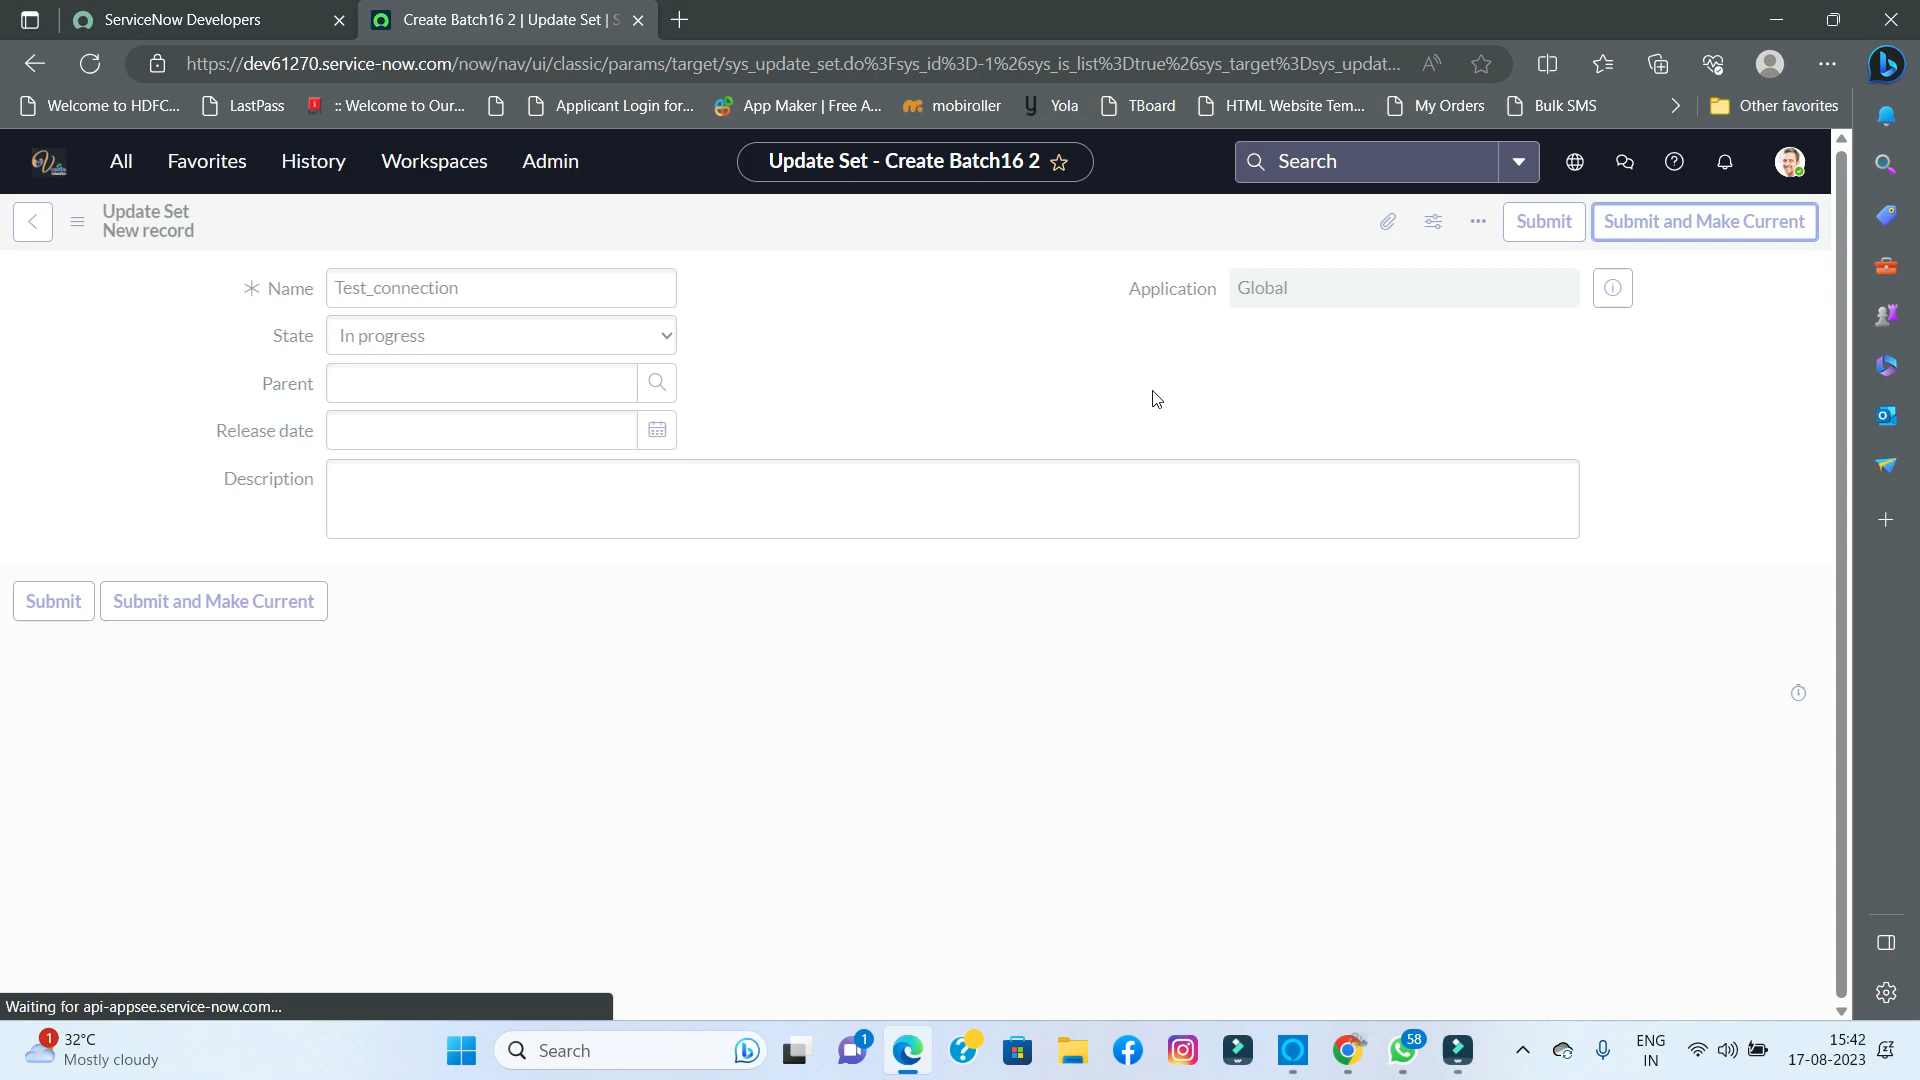 ServiceNow Developers
Create Batch16 2 | Update Set | S
https://dev61270.service-now.com/now/nav/ui/classic/params/target/sys_update_set.do%3Fsys_id%3D-1%26sys_is_list%3Dtrue%26sys_target%3Dsys_updat...
Welcome to HDFC...
LastPass
:: Welcome to Our...
Applicant Login for...
App Maker | Free A...
mobiroller
Yola
TBoard
HTML Website Tem...
My Orders
Bulk SMS
Other favorites
All
Favorites
History
Workspaces
Admin
Update Set - Create Batch16 2
Search
Update Set
New record
Submit
Submit and Make Current
Name
Test_connection
Application
Global
State
In progress
Parent
Release date
Description
Submit
Submit and Make Current
Waiting for api-appsee.service-now.com...
1
32°C
Mostly cloudy
Search
1
58
ENG
IN
15:42
17-08-2023